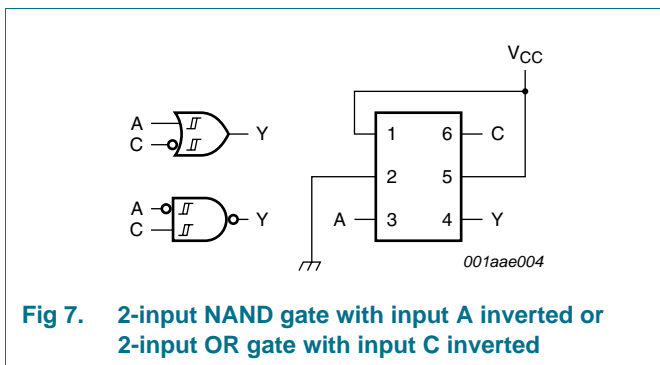 VCC
A
C
Y
1 6 C
2 5
A 3 4 Y
A
C
Y
001aae004
Fig 7. 2-input NAND gate with input A inverted or
2-input OR gate with input C inverted